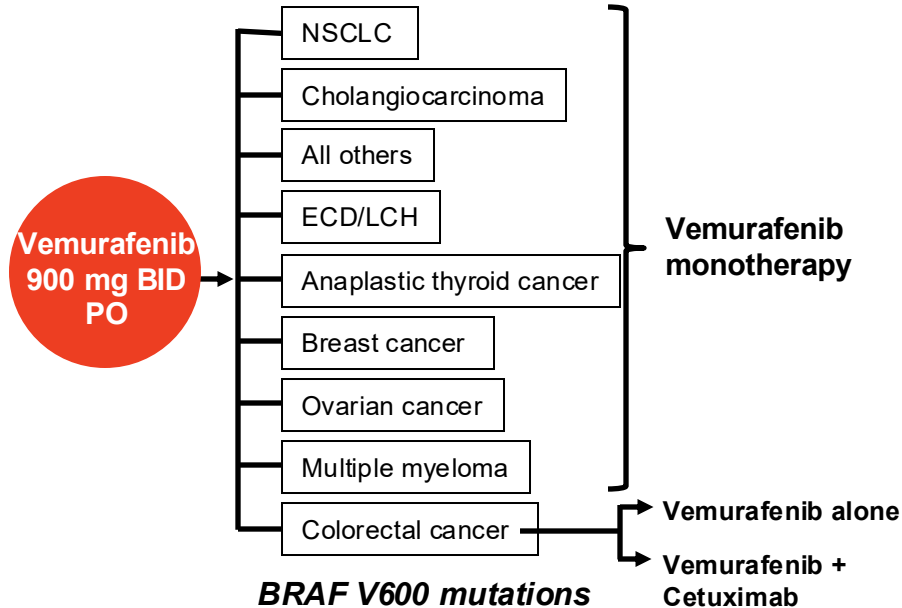 Vemurafenib
900 mg BID
PO
NSCLC
Cholangiocarcinoma
All others
ECD/LCH
Anaplastic thyroid cancer
Breast cancer
Ovarian cancer
Multiple myeloma
Colorectal cancer
Vemurafenib
monotherapy
Vemurafenib alone
Vemurafenib +
Cetuximab
BRAF V600 mutations